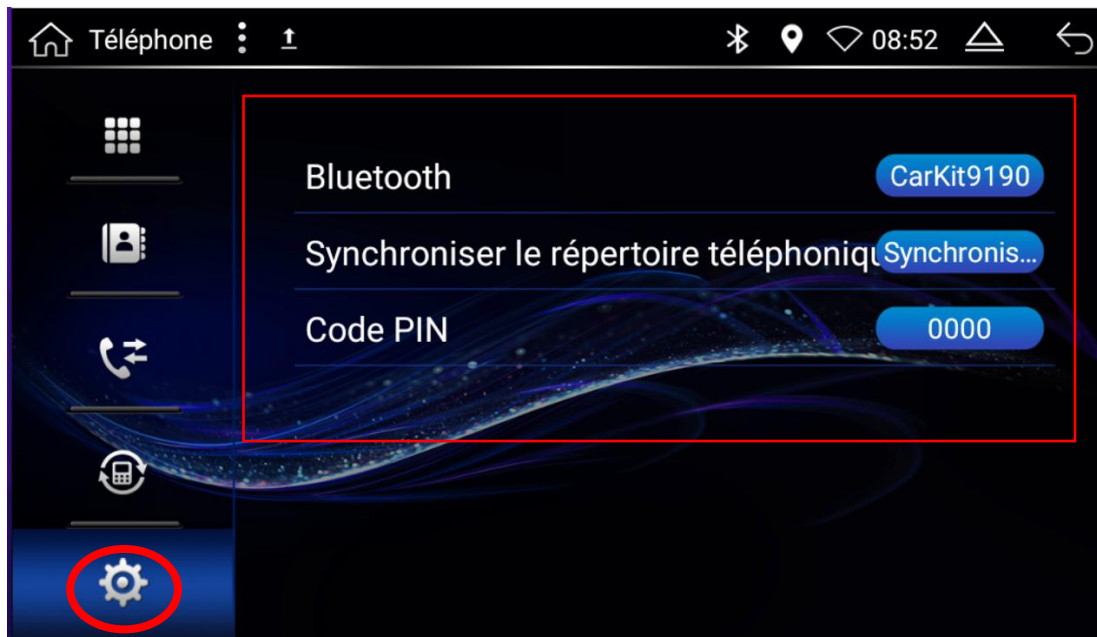 Téléphone
08:52
Bluetooth
CarKit9190
Synchroniser le répertoire téléphoniqu
Synchronis...
Code PIN
0000